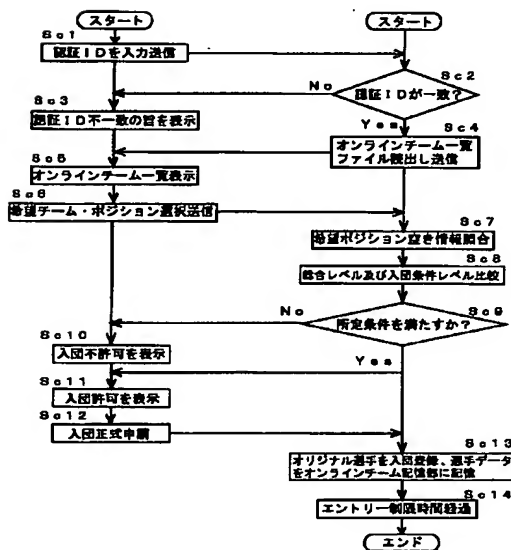 スタート
スタート
Sc1
認証IDを入力送信
Sc2
認証IDが一致?
No
Sc3
認証ID不一致の旨を表示
Yes
Sc4
オンラインチーム一覧
ファイル読出し送信
Sc5
オンラインチーム一覧表示
Sc6
希望チーム・ポジション選択送信
Sc7
希望ポジション空き情報照合
Sc8
総合レベル及び入団条件レベル比較
Sc9
所定条件を満たすか?
No
Sc10
入団不許可を表示
Yes
Sc11
入団許可を表示
Sc12
入団正式申請
Sc13
オリジナル選手を入団登録、選手データ
をオンラインチーム記憶部に記憶
Sc14
エントリー制限時間経過
エンド